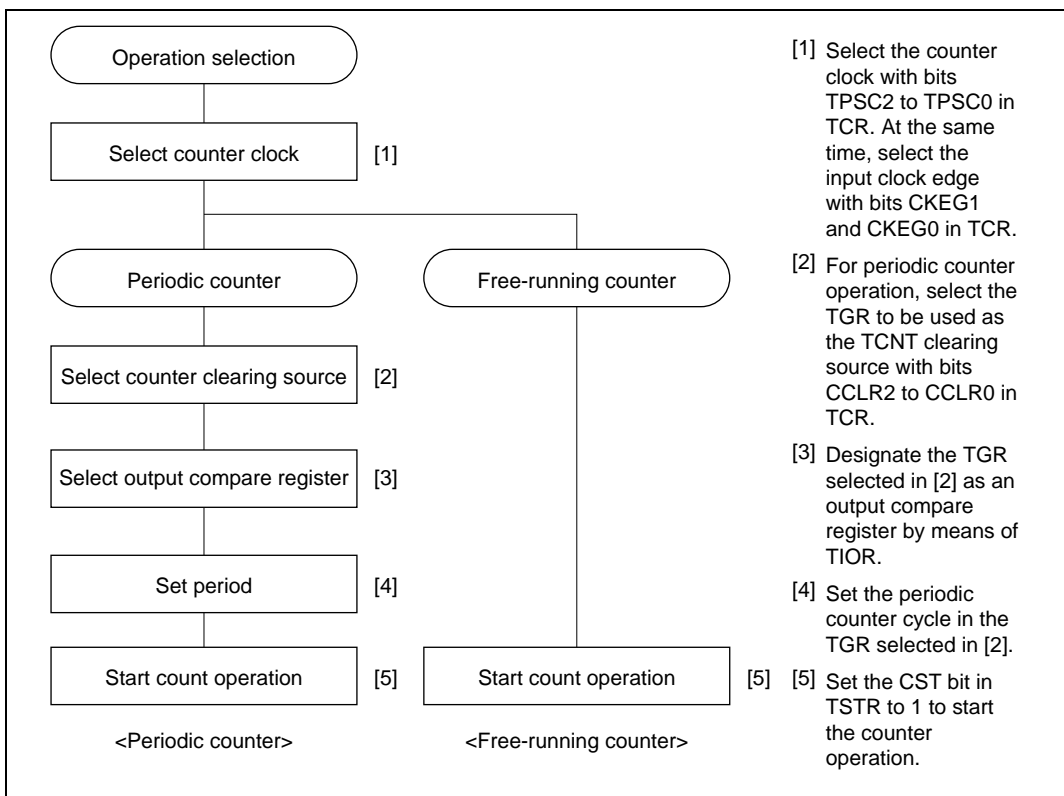 Operation selection
Select counter clock
[1]
Periodic counter
Free-running counter
Select counter clearing source
[2]
Select output compare register
[3]
Set period
[4]
Start count operation
[5]
Start count operation
[5]
<Periodic counter>
<Free-running counter>
[1] Select the counter
clock with bits
TPSC2 to TPSC0 in
TCR. At the same
time, select the
input clock edge
with bits CKEG1
and CKEG0 in TCR.
[2] For periodic counter
operation, select the
TGR to be used as
the TCNT clearing
source with bits
CCLR2 to CCLR0 in
TCR.
[3] Designate the TGR
selected in [2] as an
output compare
register by means of
TIOR.
[4] Set the periodic
counter cycle in the
TGR selected in [2].
[5] Set the CST bit in
TSTR to 1 to start
the counter
operation.